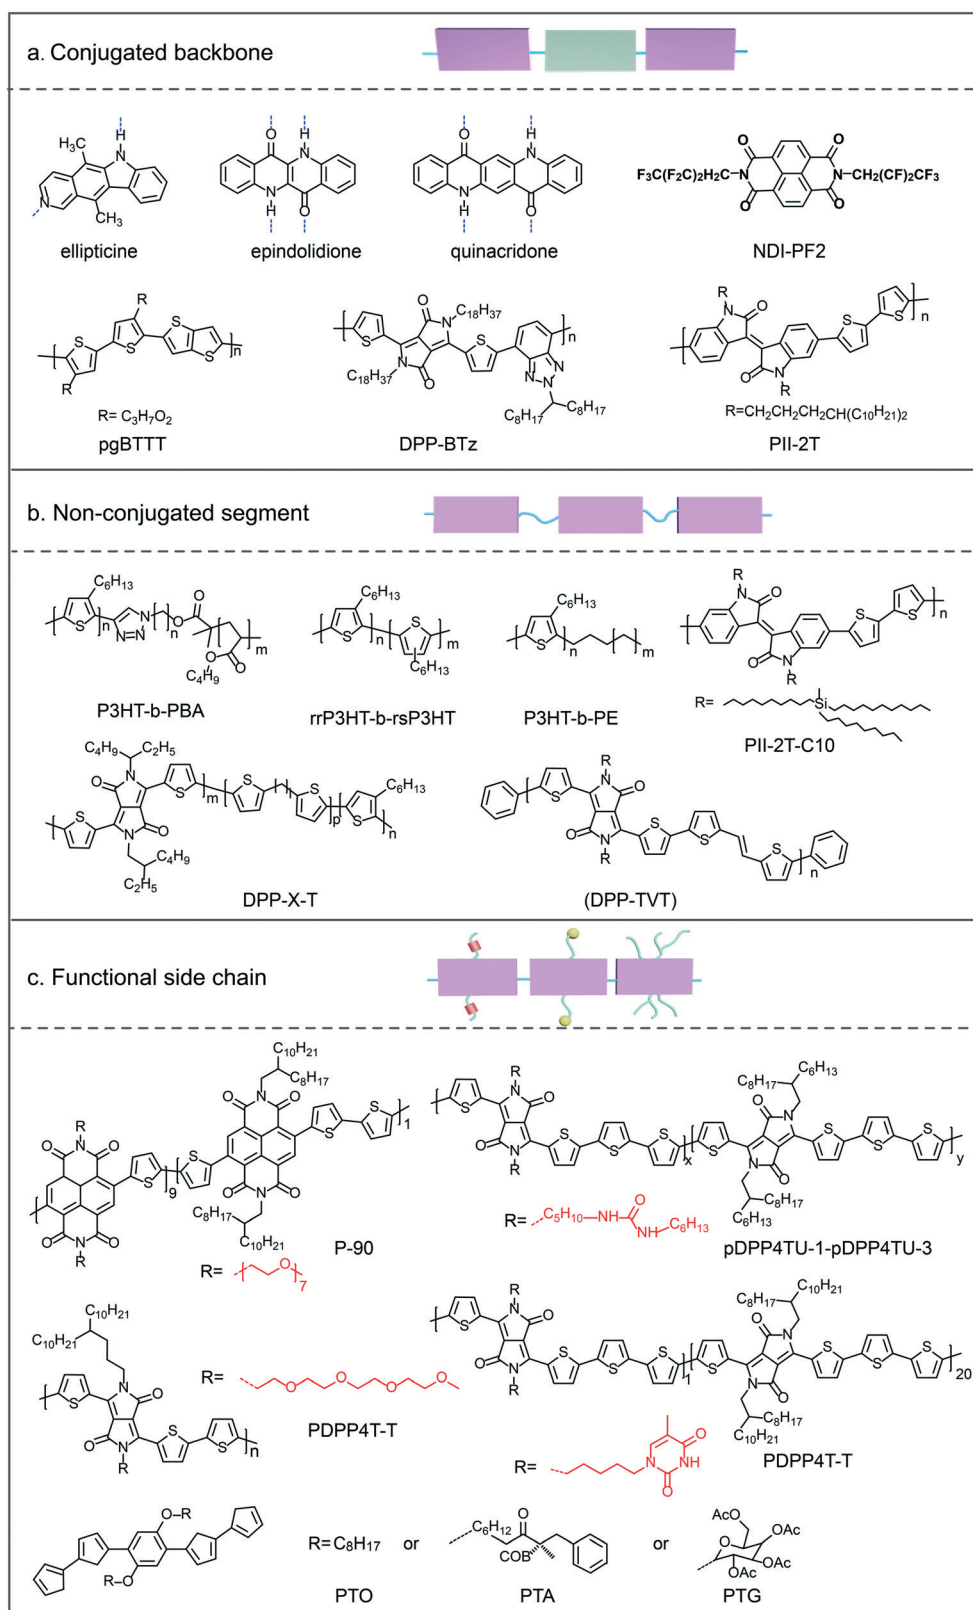 a. Conjugated backbone
H3C
H
N
N
CH3
O
H
N
N
H
O
O
H
N
N
H
O
O
O
F3C(F2C)2H2C-N
N-CH2(CF)2CF3
O
O
ellipticine
epindolidione
quinacridone
NDI-PF2
R
S
S
S
S
n
R
R= C3H7O2
pgBTTT
S
O
N
C18H37
n
C18H37
N
O
S
N
N
N
C8H17
C8H17
DPP-BTz
R
N
O
S
S
n
O
N
R
R=CH2CH2CH2CH(C10H21)2
PII-2T
b. Non-conjugated segment
C6H13
S
n
N
N=N
n
O
O
O
O
C4H9
m
P3HT-b-PBA
C6H13
S
n
S
m
C6H13
rrP3HT-b-rsP3HT
C6H13
S
n
m
P3HT-b-PE
R
N
O
S
S
n
O
N
R
R=
Si
PII-2T-C10
C4H9
C2H5
O
N
S
m
S
S
p
S
C6H13
n
S
N
O
C4H9
C2H5
DPP-X-T
R
S
N
O
O
N
R
S
S
S
n
(DPP-TVT)
c. Functional side chain
R
O
N
O
O
N
O
R
S
9
S
C10H21
C8H17
O
N
O
O
N
O
S
S
1
C8H17
C10H21
P-90
R=
O
7
R
S
N
O
O
N
R
S
S
S
x
S
C8H17
C6H13
N
O
O
N
S
S
S
y
C8H17
C6H13
R=
C5H10
NH
O
NH
C6H13
pDPP4TU-1-pDPP4TU-3
C10H21
C10H21
S
N
O
O
N
R
S
S
n
R=
O
O
O
O
PDPP4T-T
R
S
N
O
O
N
R
S
S
S
1
S
C10H21
C8H17
N
O
O
N
S
S
S
20
C8H17
C10H21
R=
N
O
NH
O
PDPP4T-T
O-R
R-O
R=C8H17
or
C6H12
O
COB
or
AcO
O
OAc
OAc
OAc
PTO
PTA
PTG